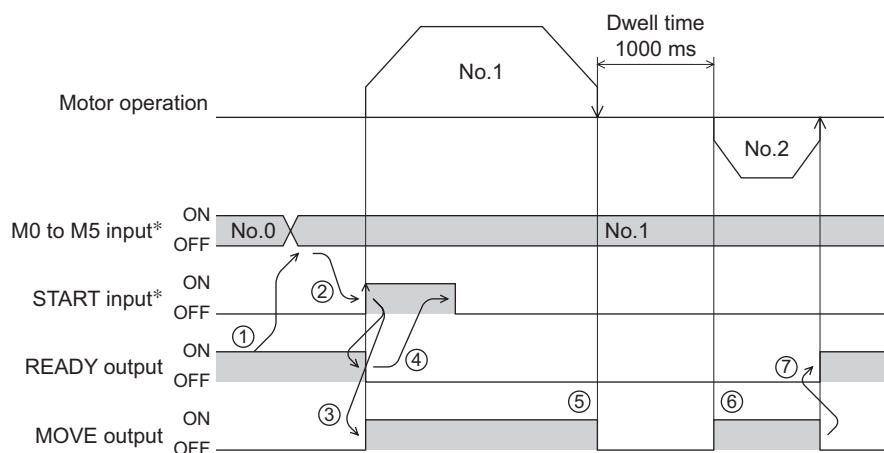 Dwell time
1000 ms
No.1
Motor operation
No.2
M0 to M5 input*
ON
OFF
No.0
No.1
START input*
ON
OFF
②
①
READY output
ON
OFF
④
⑦
③
MOVE output
ON
OFF
⑤
⑥